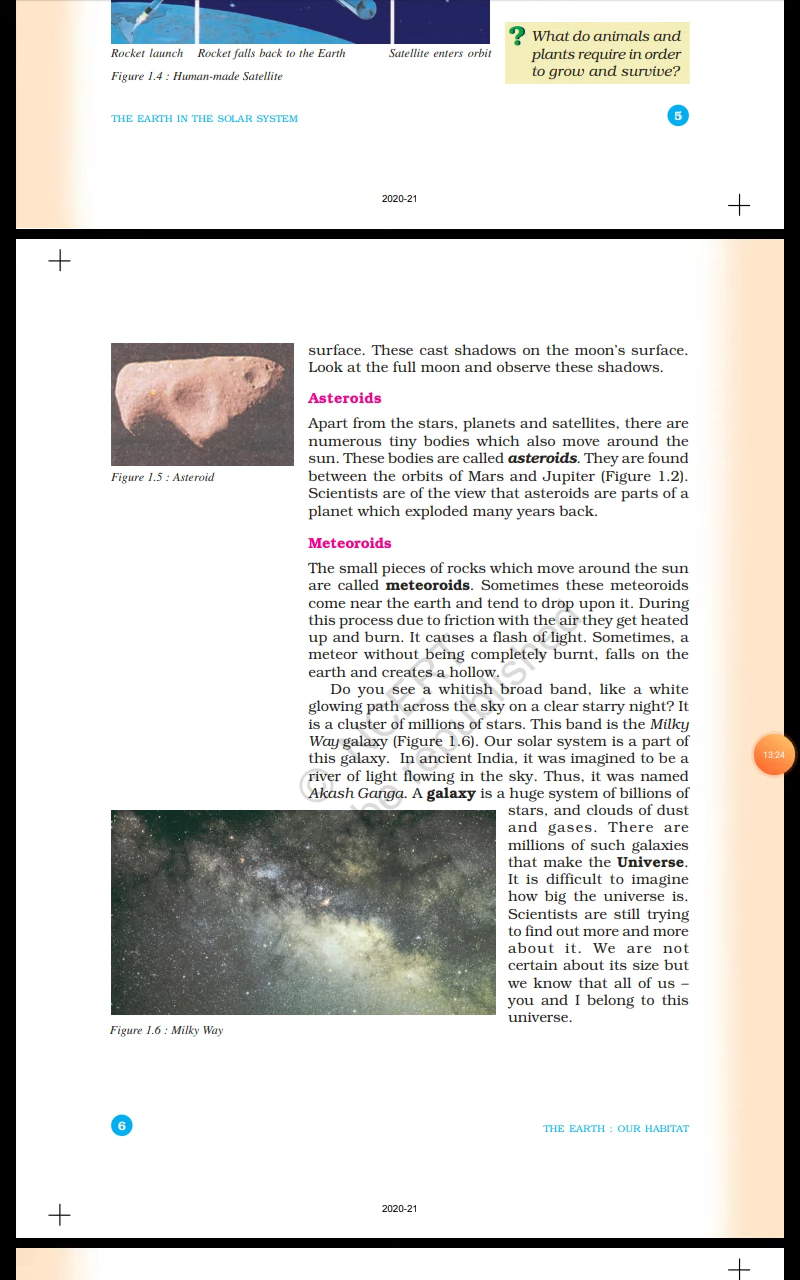 Rocket launch Rocket falls back to the Earth Satellite enters orbit
Figure 1.4 : Human-made Satellite
? What do animals and
plants require in order
to grow and survive?
THE EARTH IN THE SOLAR SYSTEM
5
2020-21
surface. These cast shadows on the moon's surface.
Look at the full moon and observe these shadows.
Asteroids
Apart from the stars, planets and satellites, there are
numerous tiny bodies which also move around the
sun. These bodies are called asteroids. They are found
between the orbits of Mars and Jupiter (Figure 1.2).
Scientists are of the view that asteroids are parts of a
planet which exploded many years back.
Figure 1.5 : Asteroid
Meteoroids
The small pieces of rocks which move around the sun
are called meteoroids. Sometimes these meteoroids
come near the earth and tend to drop upon it. During
this process due to friction with the air they get heated
up and burn. It causes a flash of light. Sometimes, a
meteor without being completely burnt, falls on the
earth and creates a hollow.
Do you see a whitish broad band, like a white
glowing path across the sky on a clear starry night? It
is a cluster of millions of stars. This band is the Milky
Way galaxy (Figure 1.6). Our solar system is a part of
this galaxy. In ancient India, it was imagined to be a
river of light flowing in the sky. Thus, it was named
Akash Ganga. A galaxy is a huge system of billions of
stars, and clouds of dust
and gases. There are
millions of such galaxies
that make the Universe.
It is difficult to imagine
how big the universe is.
Scientists are still trying
to find out more and more
about it. We are not
certain about its size but
we know that all of us –
you and I belong to this
universe.
Figure 1.6 : Milky Way
© NCERT
be republished
13:24
6
THE EARTH : OUR HABITAT
2020-21